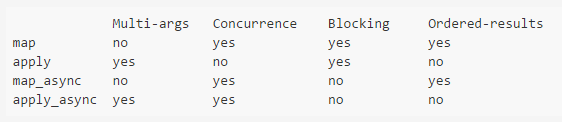 Multi-args Concurrence Blocking Ordered-results
map no yes yes yes
apply yes no yes no
map_async no yes no yes
apply_async yes yes no no